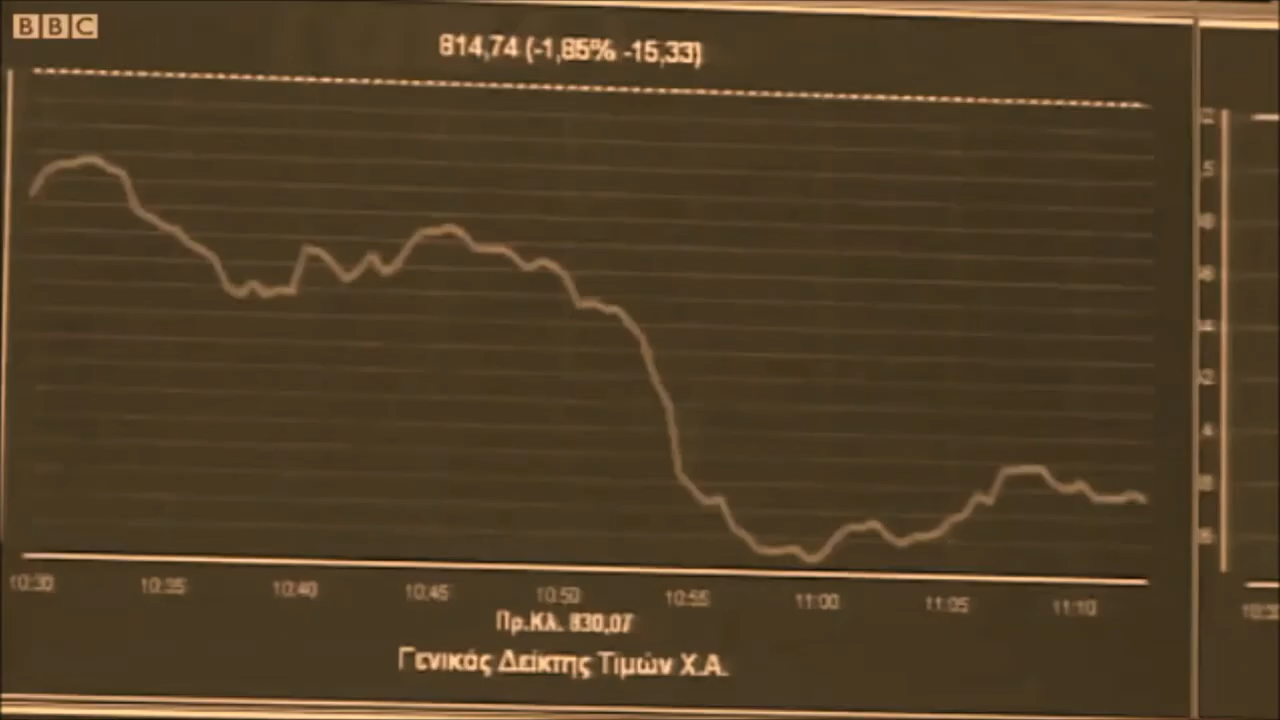 BBC
814,74 (-1,85% -15,33)
10:30 10:35 10:40 10:45 10:50 10:55 11:00 11:05 11:10
Πρ.Κλ. 830,07
Γενικός Δείκτης Τιμών Χ.Α.